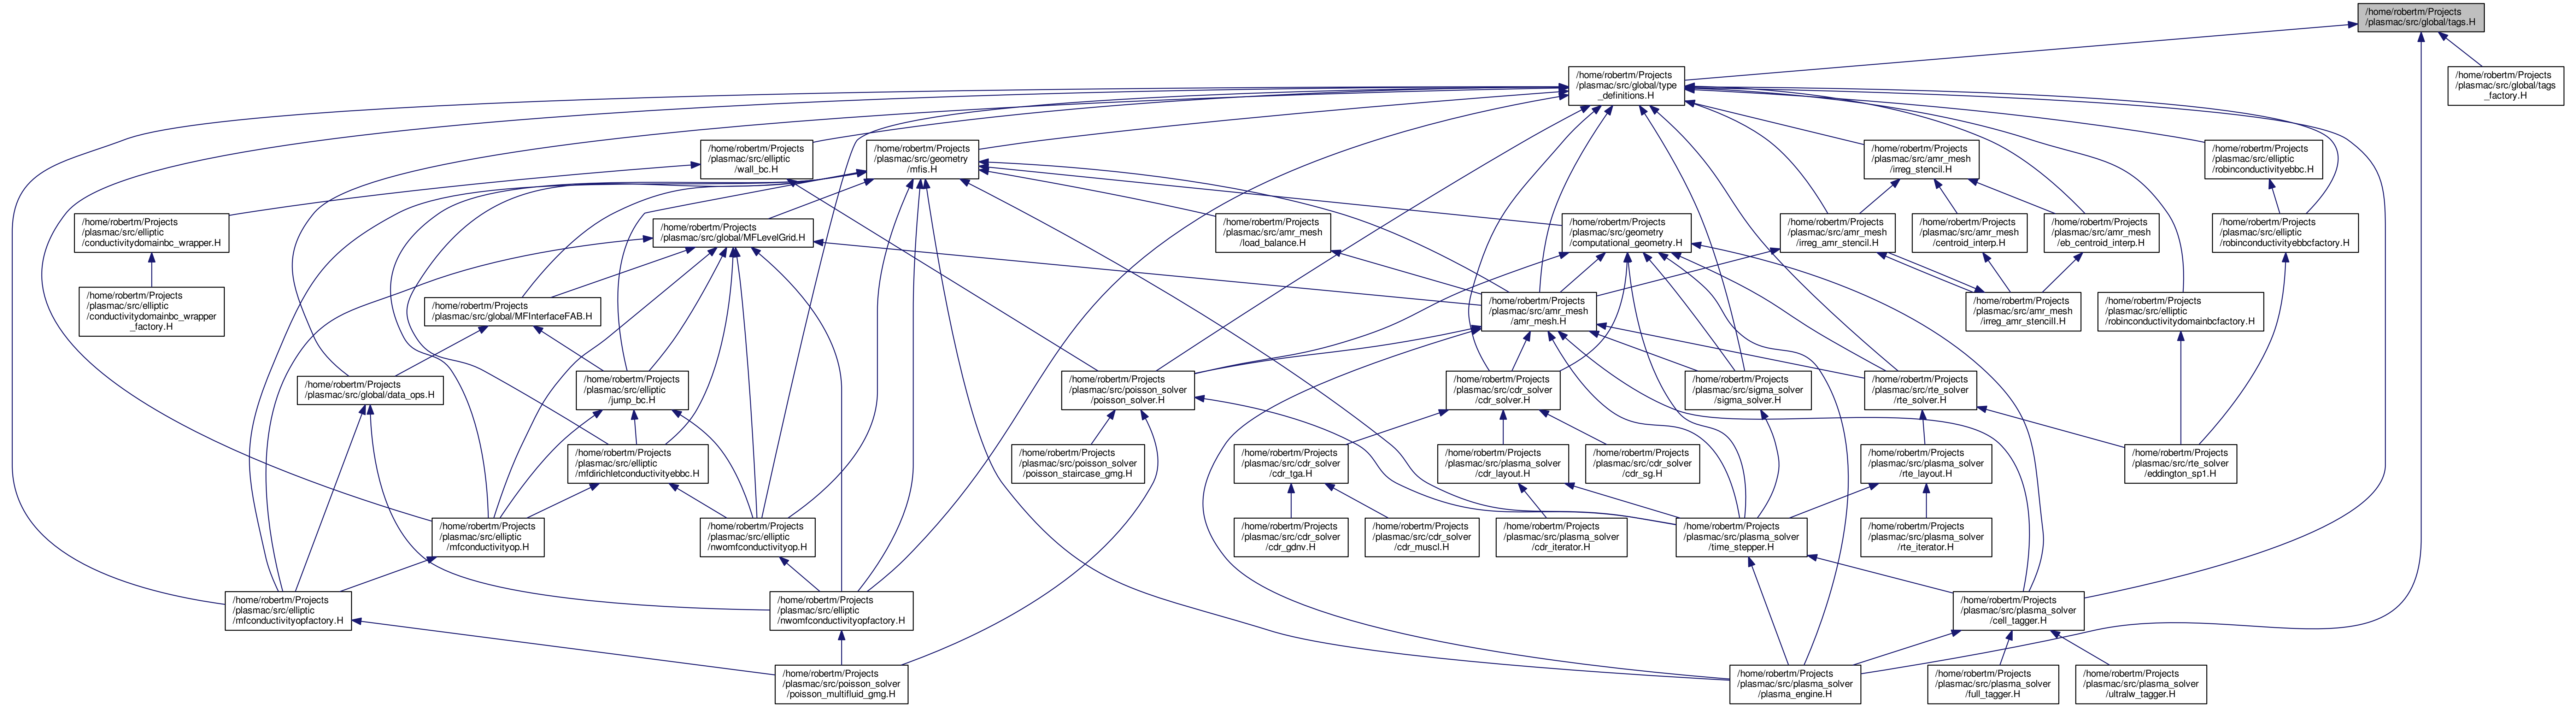 /home/robertm/Projects
/plasmac/src/global/tags.H
/home/robertm/Projects
/plasmac/src/global/type
_definitions.H
/home/robertm/Projects
/plasmac/src/global/tags
_factory.H
/home/robertm/Projects
/plasmac/src/elliptic
/wall_bc.H
/home/robertm/Projects
/plasmac/src/geometry
/mfis.H
/home/robertm/Projects
/plasmac/src/amr_mesh
/irreg_stencil.H
/home/robertm/Projects
/plasmac/src/elliptic
/robinconductivityebbc.H
/home/robertm/Projects
/plasmac/src/elliptic
/conductivitydomainbc_wrapper.H
/home/robertm/Projects
/plasmac/src/global/MFLevelGrid.H
/home/robertm/Projects
/plasmac/src/amr_mesh
/load_balance.H
/home/robertm/Projects
/plasmac/src/geometry
/computational_geometry.H
/home/robertm/Projects
/plasmac/src/amr_mesh
/irreg_amr_stencil.H
/home/robertm/Projects
/plasmac/src/amr_mesh
/centroid_interp.H
/home/robertm/Projects
/plasmac/src/amr_mesh
/eb_centroid_interp.H
/home/robertm/Projects
/plasmac/src/elliptic
/robinconductivityebbcfactory.H
/home/robertm/Projects
/plasmac/src/elliptic
/conductivitydomainbc_wrapper
_factory.H
/home/robertm/Projects
/plasmac/src/global/MFInterfaceFAB.H
/home/robertm/Projects
/plasmac/src/amr_mesh
/amr_mesh.H
/home/robertm/Projects
/plasmac/src/amr_mesh
/irreg_amr_stencilI.H
/home/robertm/Projects
/plasmac/src/elliptic
/robinconductivitydomainbcfactory.H
/home/robertm/Projects
/plasmac/src/global/data_ops.H
/home/robertm/Projects
/plasmac/src/elliptic
/jump_bc.H
/home/robertm/Projects
/plasmac/src/poisson_solver
/poisson_solver.H
/home/robertm/Projects
/plasmac/src/cdr_solver
/cdr_solver.H
/home/robertm/Projects
/plasmac/src/sigma_solver
/sigma_solver.H
/home/robertm/Projects
/plasmac/src/rte_solver
/rte_solver.H
/home/robertm/Projects
/plasmac/src/elliptic
/mfdirichletconductivityebbc.H
/home/robertm/Projects
/plasmac/src/poisson_solver
/poisson_staircase_gmg.H
/home/robertm/Projects
/plasmac/src/cdr_solver
/cdr_tga.H
/home/robertm/Projects
/plasmac/src/plasma_solver
/cdr_layout.H
/home/robertm/Projects
/plasmac/src/cdr_solver
/cdr_sg.H
/home/robertm/Projects
/plasmac/src/plasma_solver
/rte_layout.H
/home/robertm/Projects
/plasmac/src/rte_solver
/eddington_sp1.H
/home/robertm/Projects
/plasmac/src/elliptic
/mfconductivityop.H
/home/robertm/Projects
/plasmac/src/elliptic
/nwomfconductivityop.H
/home/robertm/Projects
/plasmac/src/cdr_solver
/cdr_gdnv.H
/home/robertm/Projects
/plasmac/src/cdr_solver
/cdr_muscl.H
/home/robertm/Projects
/plasmac/src/plasma_solver
/cdr_iterator.H
/home/robertm/Projects
/plasmac/src/plasma_solver
/time_stepper.H
/home/robertm/Projects
/plasmac/src/plasma_solver
/rte_iterator.H
/home/robertm/Projects
/plasmac/src/elliptic
/mfconductivityopfactory.H
/home/robertm/Projects
/plasmac/src/elliptic
/nwomfconductivityopfactory.H
/home/robertm/Projects
/plasmac/src/plasma_solver
/cell_tagger.H
/home/robertm/Projects
/plasmac/src/poisson_solver
/poisson_multifluid_gmg.H
/home/robertm/Projects
/plasmac/src/plasma_solver
/plasma_engine.H
/home/robertm/Projects
/plasmac/src/plasma_solver
/full_tagger.H
/home/robertm/Projects
/plasmac/src/plasma_solver
/ultralw_tagger.H